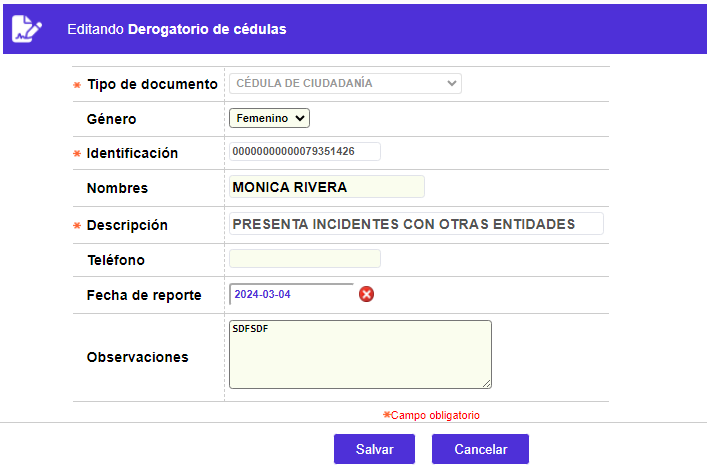 Editando Derogatorio de cédulas
* Tipo de documento CÉDULA DE CIUDADANÍA
Género Femenino
* Identificación 00000000000079351426
Nombres MONICA RIVERA
* Descripción PRESENTA INCIDENTES CON OTRAS ENTIDADES
Teléfono
Fecha de reporte 2024-03-04
Observaciones SDFSDF
*Campo obligatorio
Salvar Cancelar